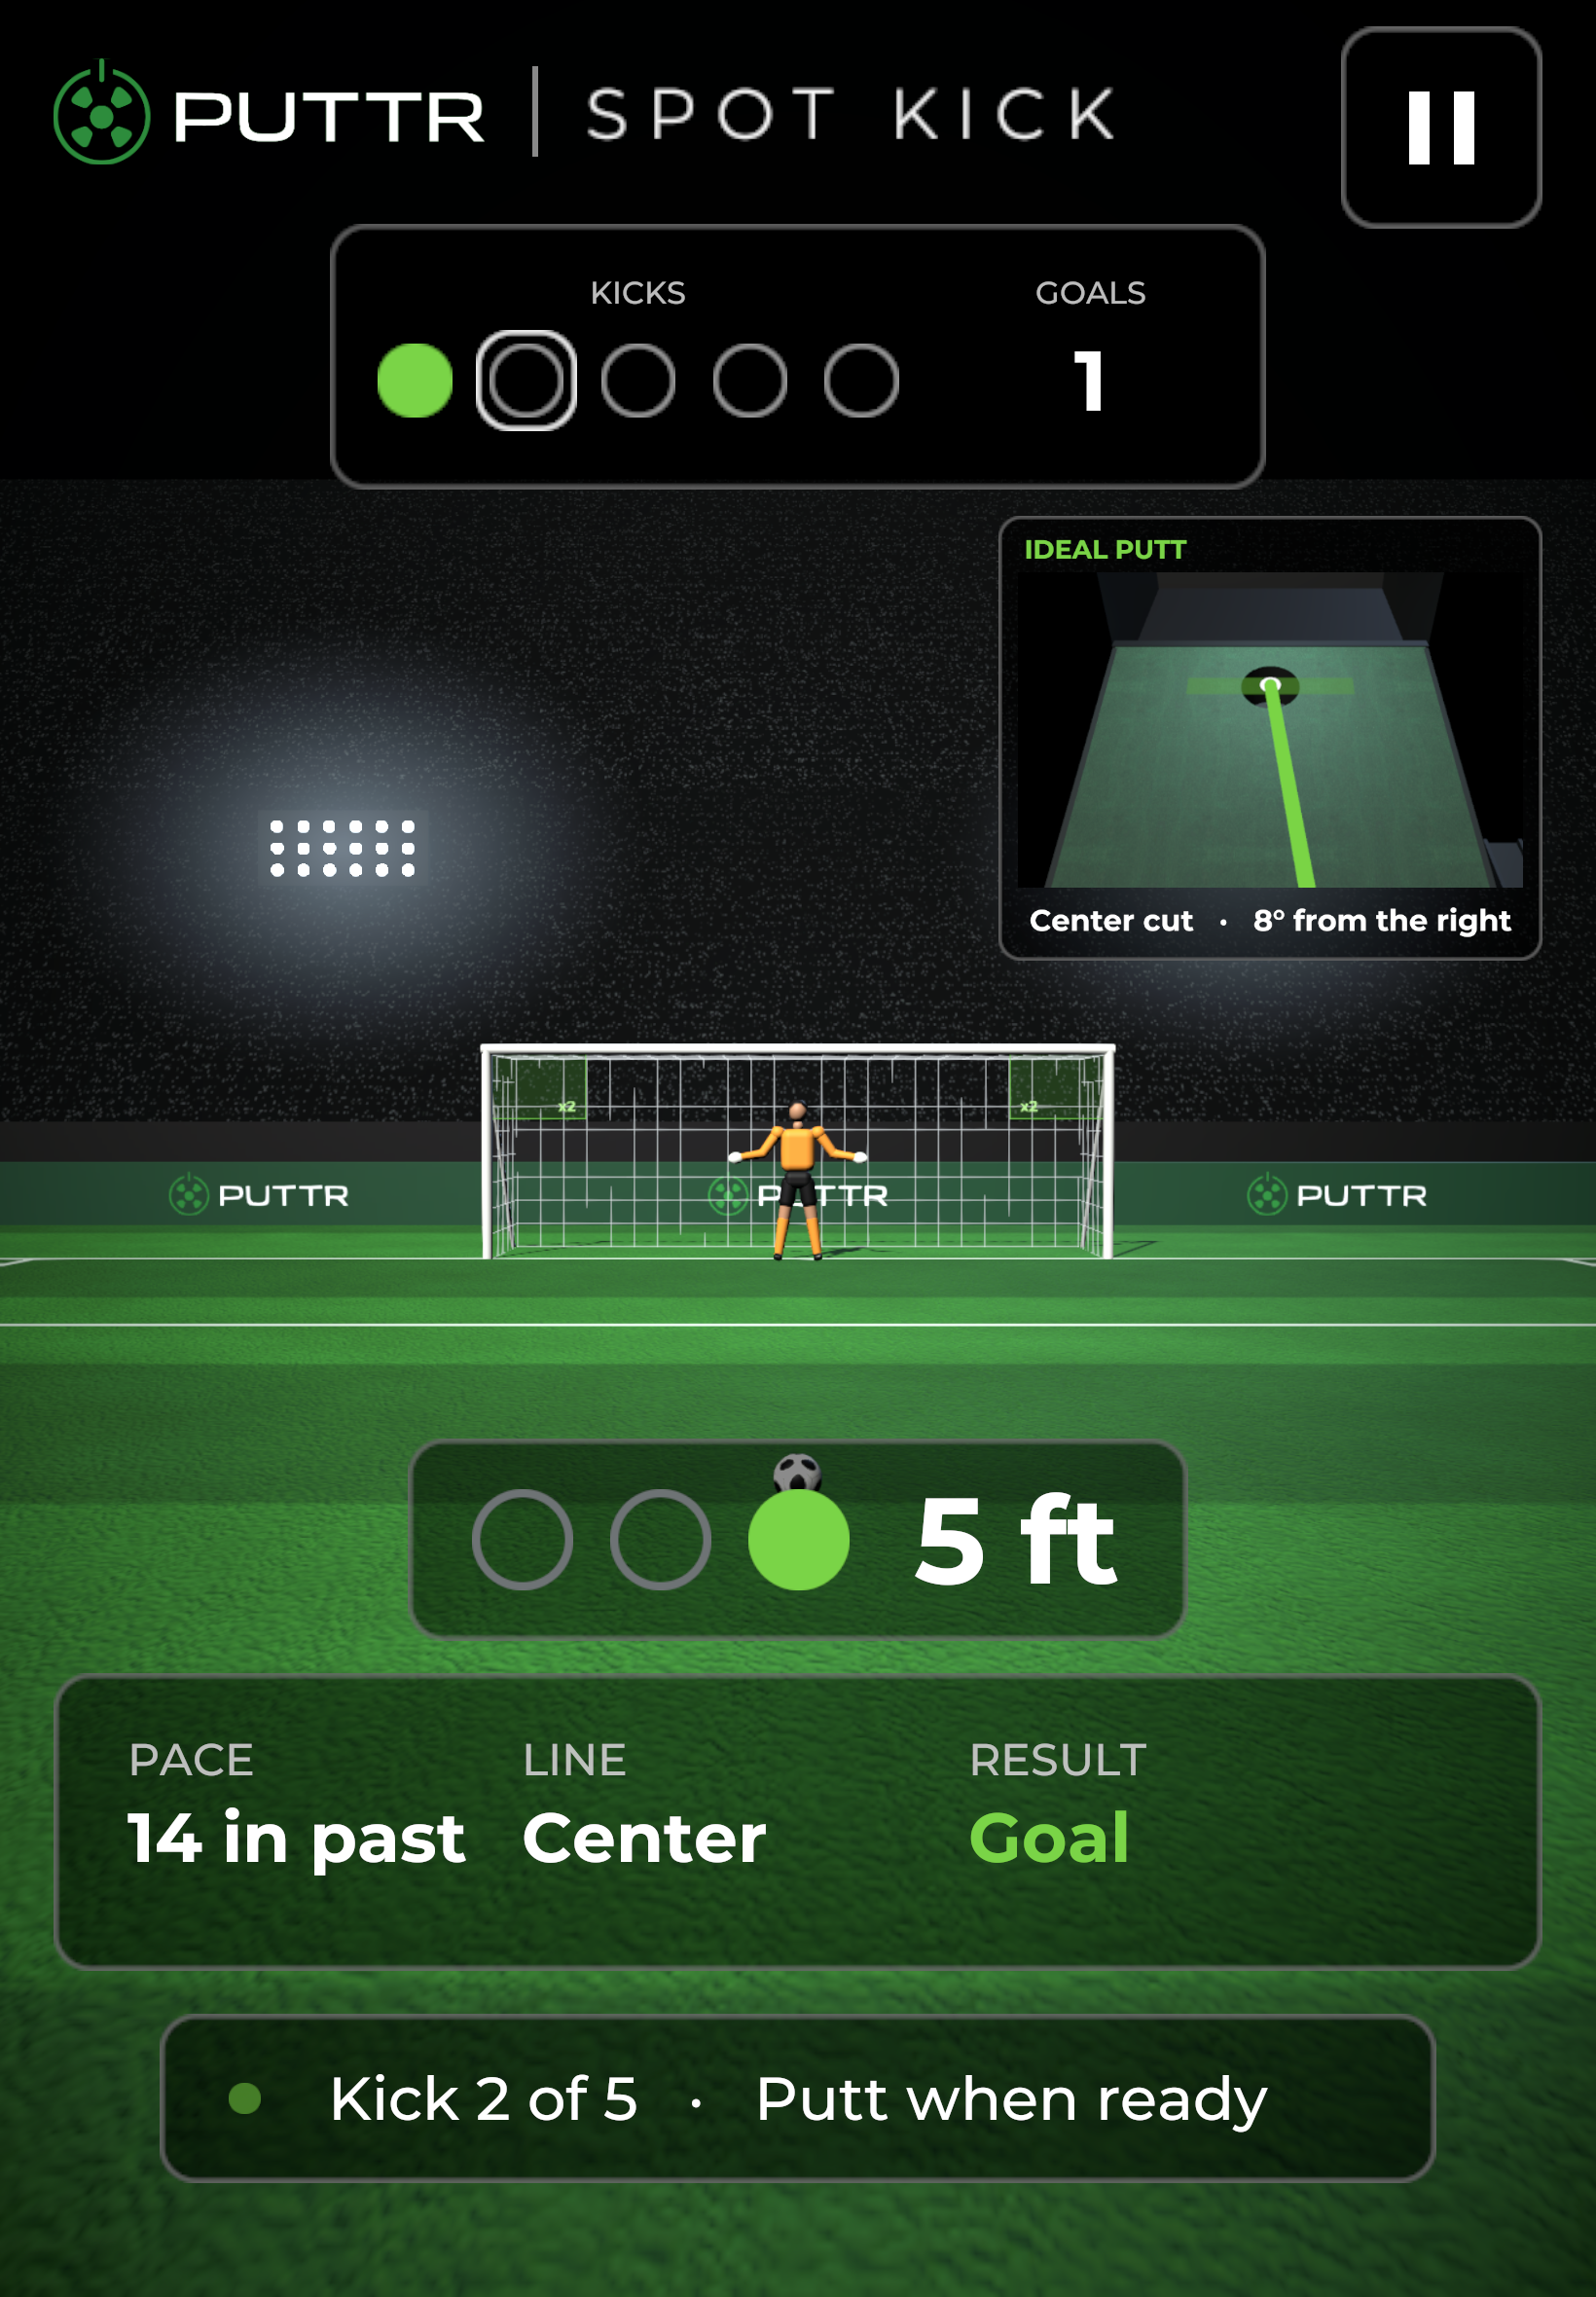 PUTTR | SPOT KICK
KICKS
GOALS
1
IDEAL PUTT
Center cut · 8° from the right
x2
x2
PUTTR
PUTTR
PUTTR
5 ft
PACE
LINE
RESULT
14 in past
Center
Goal
Kick 2 of 5 · Putt when ready